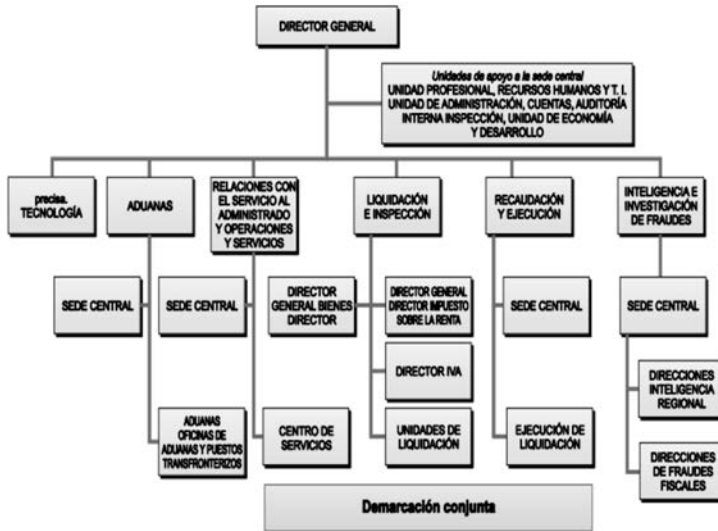 DIRECTOR GENERAL
Unidades de apoyo a la sede central
UNIDAD PROFESIONAL, RECURSOS HUMANOS Y T. I.
UNIDAD DE ADMINISTRACIÓN, CUENTAS, AUDITORÍA
INTERNA INSPECCIÓN, UNIDAD DE ECONOMÍA
Y DESARROLLO
precisa.
TECNOLOGÍA
ADUANAS
RELACIONES CON
EL SERVICIO AL
ADMINISTRADO
Y OPERACIONES
Y SERVICIOS
LIQUIDACIÓN
E INSPECCIÓN
RECAUDACIÓN
Y EJECUCIÓN
INTELIGENCIA E
INVESTIGACIÓN
DE FRAUDES
SEDE CENTRAL
SEDE CENTRAL
DIRECTOR
GENERAL BIENES
DIRECTOR
DIRECTOR GENERAL
DIRECTOR IMPUESTO
SOBRE LA RENTA
SEDE CENTRAL
SEDE CENTRAL
DIRECTOR IVA
DIRECCIONES
INTELIGENCIA
REGIONAL
ADUANAS
OFICINAS DE
ADUANAS Y PUESTOS
TRANSFRONTERIZOS
CENTRO DE
SERVICIOS
UNIDADES DE
LIQUIDACIÓN
EJECUCIÓN DE
LIQUIDACIÓN
DIRECCIONES
DE FRAUDES
FISCALES
Demarcación conjunta